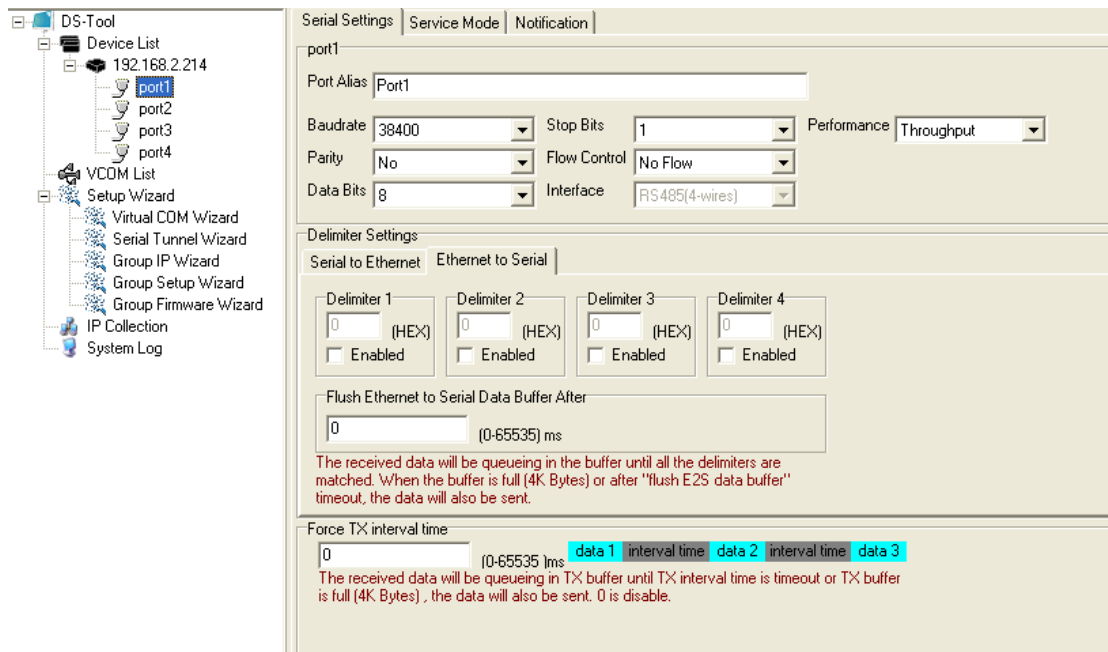 DS-Tool
Device List
192.168.2.214
port1
port2
port3
port4
VCOM List
Setup Wizard
Virtual COM Wizard
Serial Tunnel Wizard
Group IP Wizard
Group Setup Wizard
Group Firmware Wizard
IP Collection
System Log
Serial Settings Service Mode Notification
port1
Port Alias Port1
Baudrate 38400 Stop Bits 1 Performance Throughput
Parity No Flow Control No Flow
Data Bits 8 Interface RS485(4-wires)
Delimiter Settings
Serial to Ethernet Ethernet to Serial
Delimiter 1 Delimiter 2 Delimiter 3 Delimiter 4
0 (HEX) 0 (HEX) 0 (HEX) 0 (HEX)
Enabled Enabled Enabled Enabled
Flush Ethernet to Serial Data Buffer After
0 (0-65535) ms
The received data will be queueing in the buffer until all the delimiters are
matched. When the buffer is full (4K Bytes) or after "flush E2S data buffer"
timeout, the data will also be sent.
Force TX interval time
0 (0-65535 )ms data 1 interval time data 2 interval time data 3
The received data will be queueing in TX buffer until TX interval time is timeout or TX buffer
is full (4K Bytes) , the data will also be sent. 0 is disable.